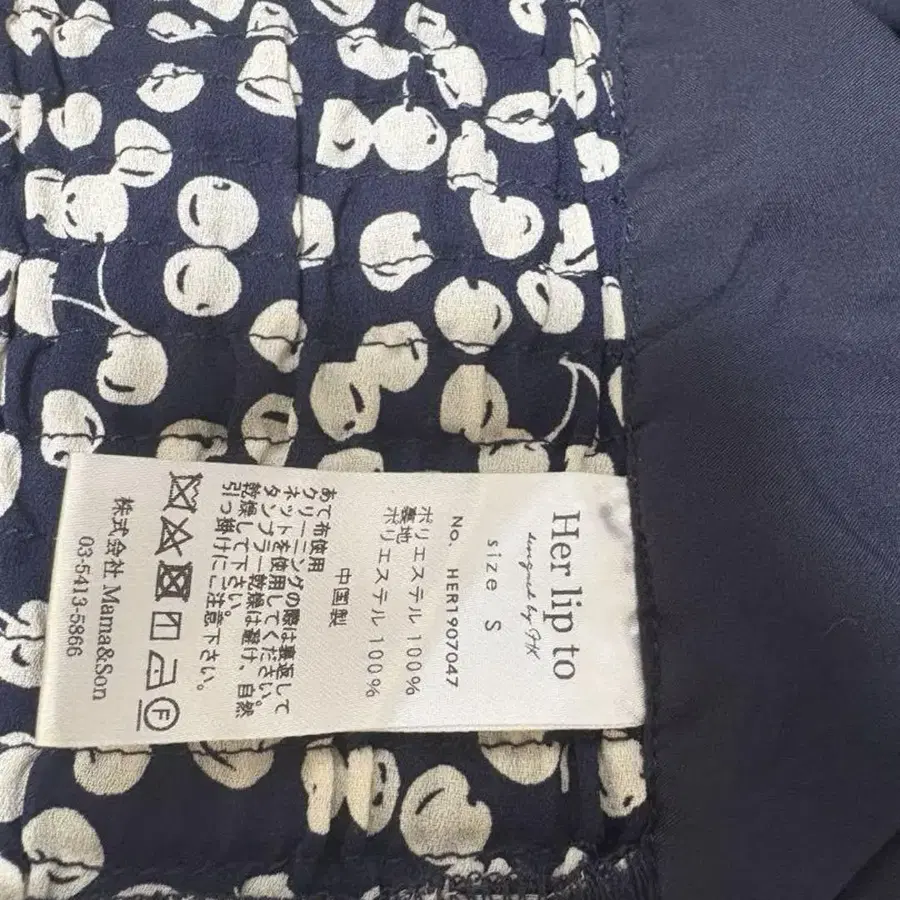 Her lip to
designed by OJK
size S
No. HER1907047
ポリエステル 100%
裏地
ポリエステル 100%
中国製
あて布使用
クリーニングの際は裏返して
ネットを使用してください。
タンブラー乾燥は避け、自然
乾燥して下さい。
引っ掛けにご注意下さい。
F
株式会社 Mama&Son
03-5413-5866